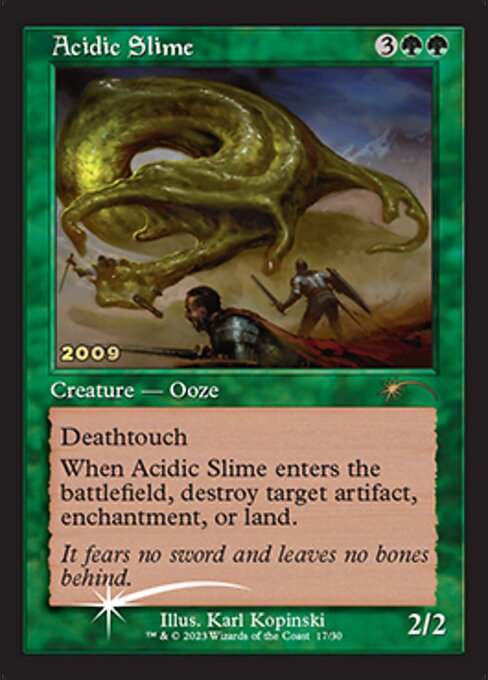 Acidic Slime 3
2009
Creature — Ooze
Deathtouch
When Acidic Slime enters the
battlefield, destroy target artifact,
enchantment, or land.
It fears no sword and leaves no bones
behind.
Illus. Karl Kopinski
™ & © 2023 Wizards of the Coast 17/30
2/2